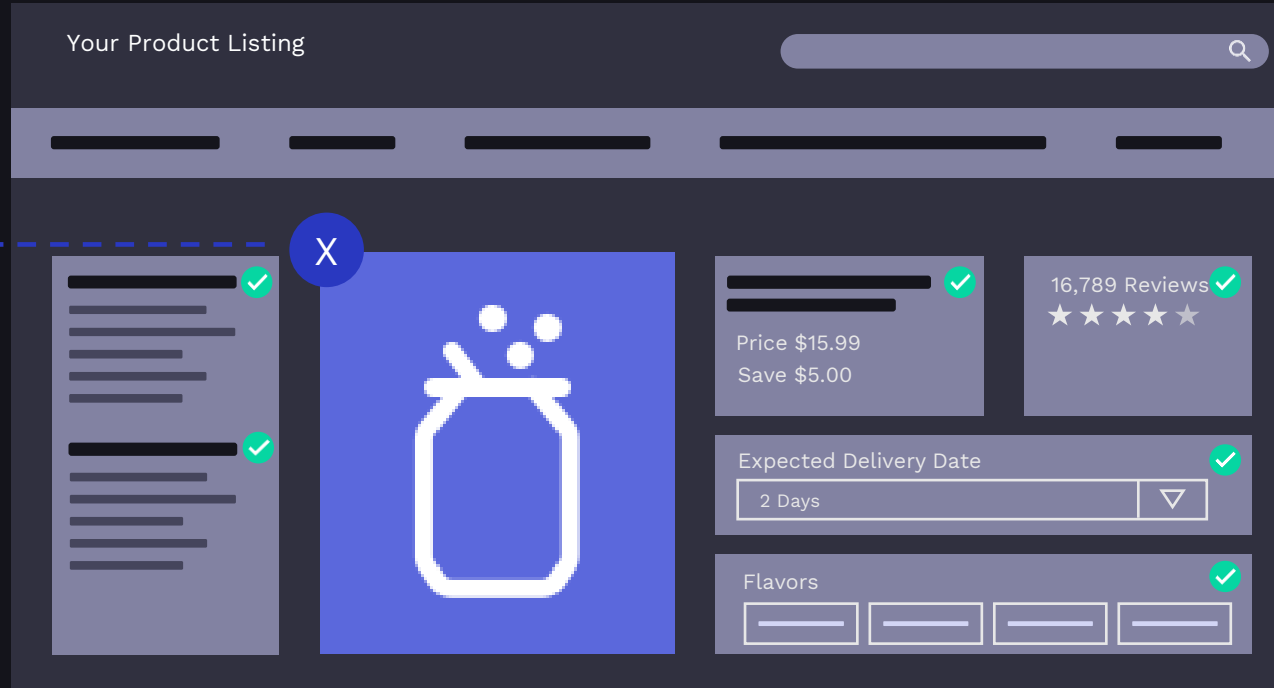 Your Product Listing
X
16,789 Reviews
Price $15.99
Save $5.00
Expected Delivery Date
2 Days
Flavors